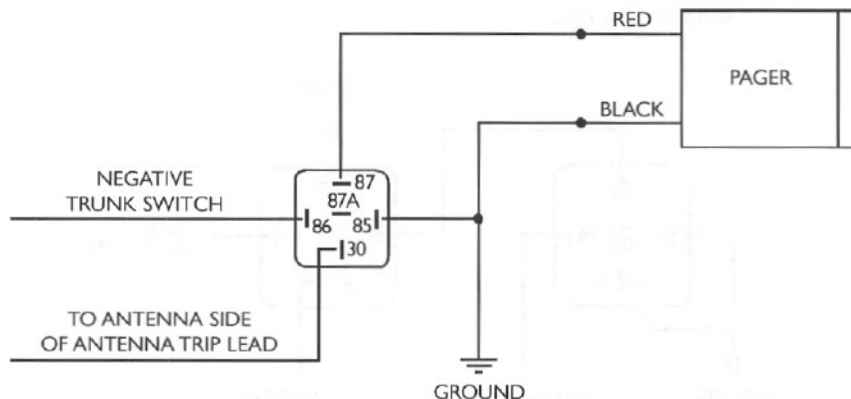 RED
PAGER
BLACK
NEGATIVE
TRUNK SWITCH
87
87A
86
85
30
TO ANTENNA SIDE
OF ANTENNA TRIP LEAD
GROUND